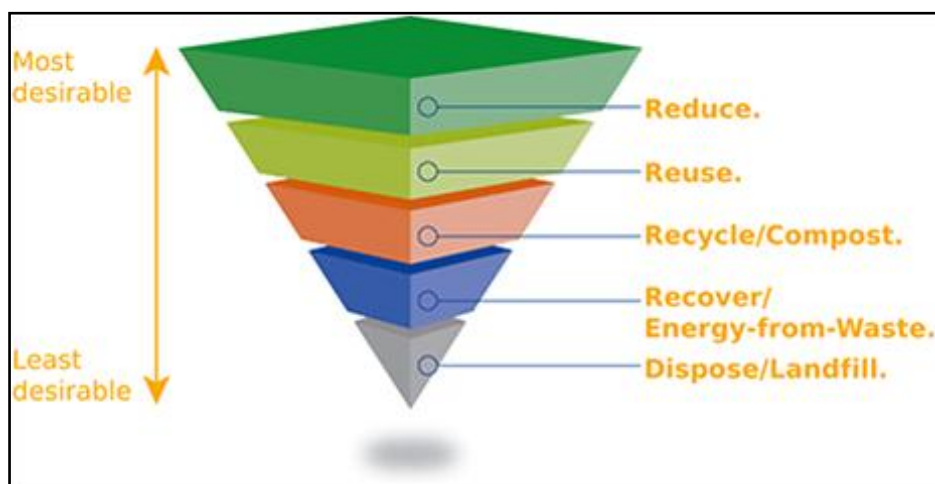 Most
desirable
Reduce.
Reuse.
Recycle/Compost.
Recover/
Energy-from-Waste.
Least
desirable
Dispose/Landfill.